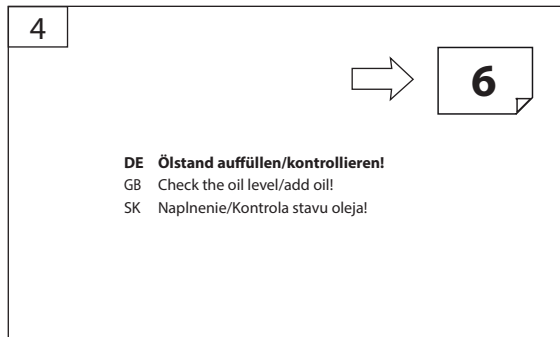 4
6
DE Ölstand auffüllen/kontrollieren!
GB Check the oil level/add oil!
SK Naplnenie/Kontrola stavu oleja!